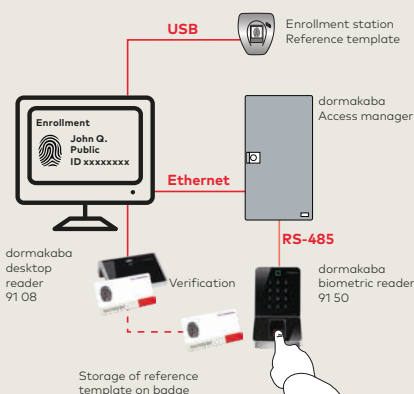 USB
Enrollment station
Reference template
Enrollment
John Q.
Public
ID xxxxxxxx
dormakaba
Access manager
Ethernet
RS-485
dormakaba
desktop
reader
91 08
Verification
dormakaba
biometric reader
91 50
Storage of reference
template on badge